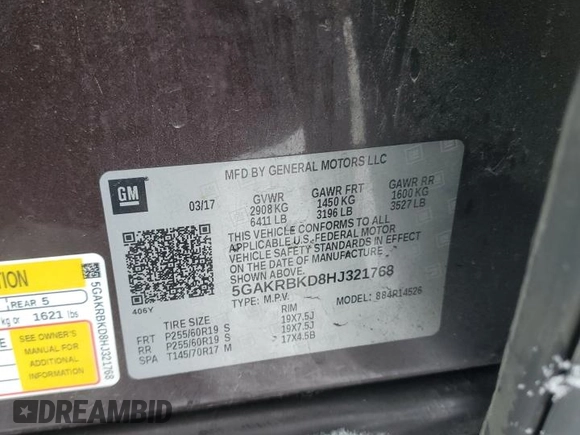 MFD BY GENERAL MOTORS LLC
GM
03/17
GVWR
2908 KG
6411 LB
GAWR FRT
1450 KG
3196 LB
GAWR RR
1600 KG
3527 LB
THIS VEHICLE CONFORMS TO ALL
APPLICABLE U.S. FEDERAL MOTOR
VEHICLE SAFETY STANDARDS IN EFFECT
ON THE DATE OF MANUFACTURE
SHOWN ABOVE.
5GAKRBKD8HJ321768
TYPE: M.P.V.
MODEL: 884R14526
406Y
TIRE SIZE
RIM
FRT P255/60R19 S 19X7.5J
RR P255/60R19 S 19X7.5J
SPA T145/70R17 M 17X4.5B
REAR 5
kg or 1621 lbs
SEE OWNER'S
MANUAL FOR
ADDITIONAL
INFORMATION
5GAKRBKD8HJ321768
DREAMBID